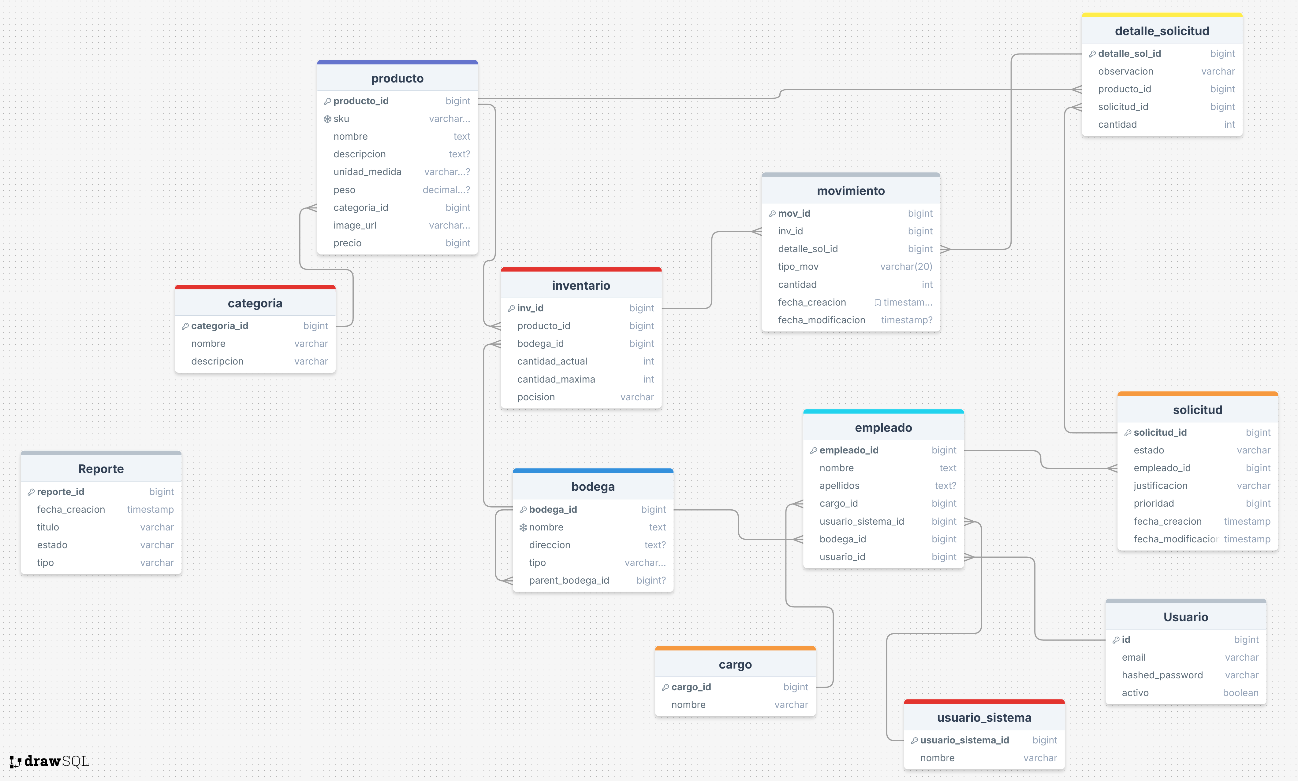 detalle_solicitud
detalle_sol_id bigint
observacion varchar
producto_id bigint
solicitud_id bigint
cantidad int
producto
producto_id bigint
sku varchar...
nombre text
descripcion text?
unidad_medida varchar...?
peso decimal...?
categoria_id bigint
image_url varchar...
precio bigint
movimiento
mov_id bigint
inv_id bigint
detalle_sol_id bigint
tipo_mov varchar(20)
cantidad int
fecha_creacion timestam...
fecha_modificacion timestamp?
categoria
categoria_id bigint
nombre varchar
descripcion varchar
inventario
inv_id bigint
producto_id bigint
bodega_id bigint
cantidad_actual int
cantidad_maxima int
pocision varchar
solicitud
solicitud_id bigint
estado varchar
empleado_id bigint
justificacion varchar
prioridad bigint
fecha_creacion timestamp
fecha_modificacion timestamp
empleado
empleado_id bigint
nombre text
apellidos text?
cargo_id bigint
usuario_sistema_id bigint
bodega_id bigint
usuario_id bigint
Reporte
reporte_id bigint
fecha_creacion timestamp
titulo varchar
estado varchar
tipo varchar
bodega
bodega_id bigint
nombre text
direccion text?
tipo varchar...
parent_bodega_id bigint?
Usuario
id bigint
email varchar
hashed_password varchar
activo boolean
cargo
cargo_id bigint
nombre varchar
usuario_sistema
usuario_sistema_id bigint
nombre varchar
drawSQL